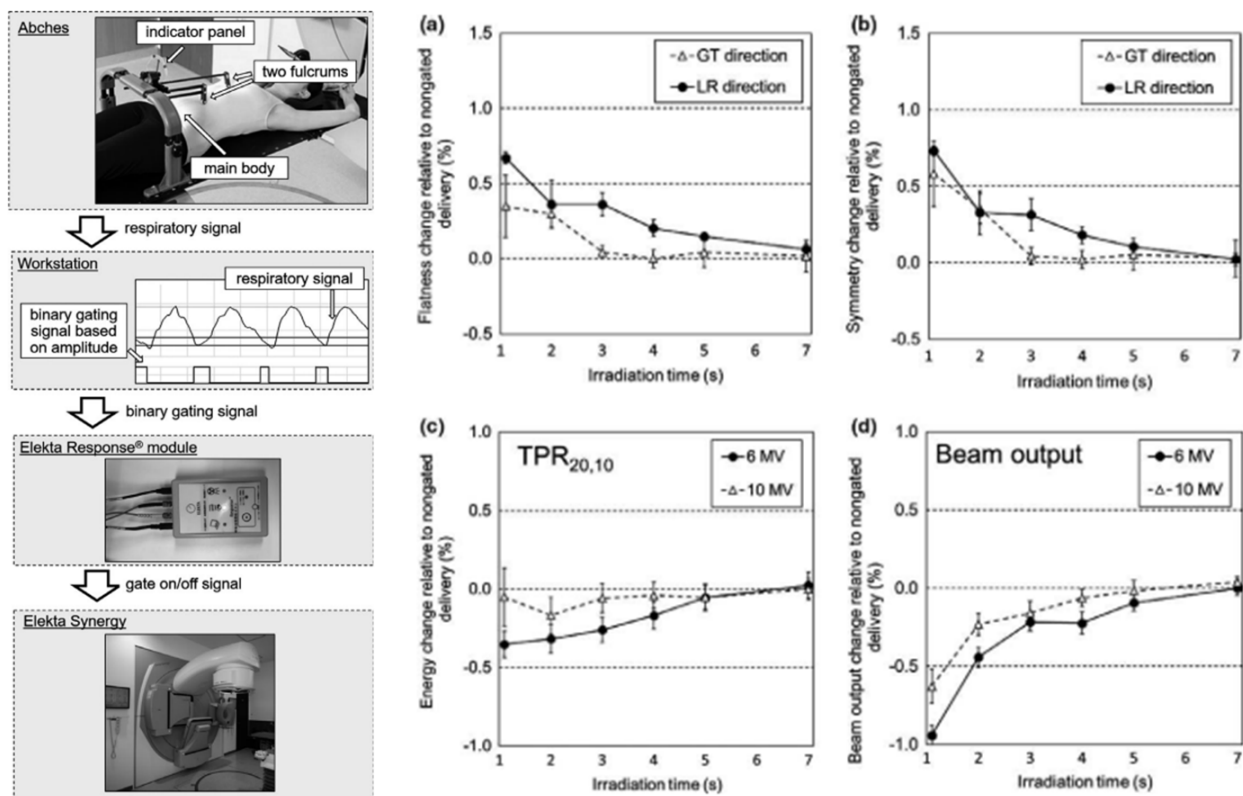 Abches
indicator panel
two fulcrums
main body
respiratory signal
Workstation
respiratory signal
binary gating
signal based
on amplitude
binary gating signal
Elekta Response® module
gate on/off signal
Elekta Synergy
(a)
Flatness change relative to nongated
delivery (%)
1.5
1.0
0.5
0.0
-0.5
GT direction
LR direction
1 2 3 4 5 6 7
Irradiation time (s)
(b)
Symmetry change relative to nongated
delivery (%)
1.5
1.0
0.5
0.0
-0.5
GT direction
LR direction
1 2 3 4 5 6 7
Irradiation time (s)
(c)
Energy change relative to nongated
delivery (%)
1.0
0.5
0.0
-0.5
-1.0
TPR20,10
6 MV
10 MV
1 2 3 4 5 6 7
Irradiation time (s)
(d)
Beam output change relative to nongated
delivery (%)
1.0
0.5
0.0
-0.5
-1.0
Beam output
6 MV
10 MV
1 2 3 4 5 6 7
Irradiation time (s)